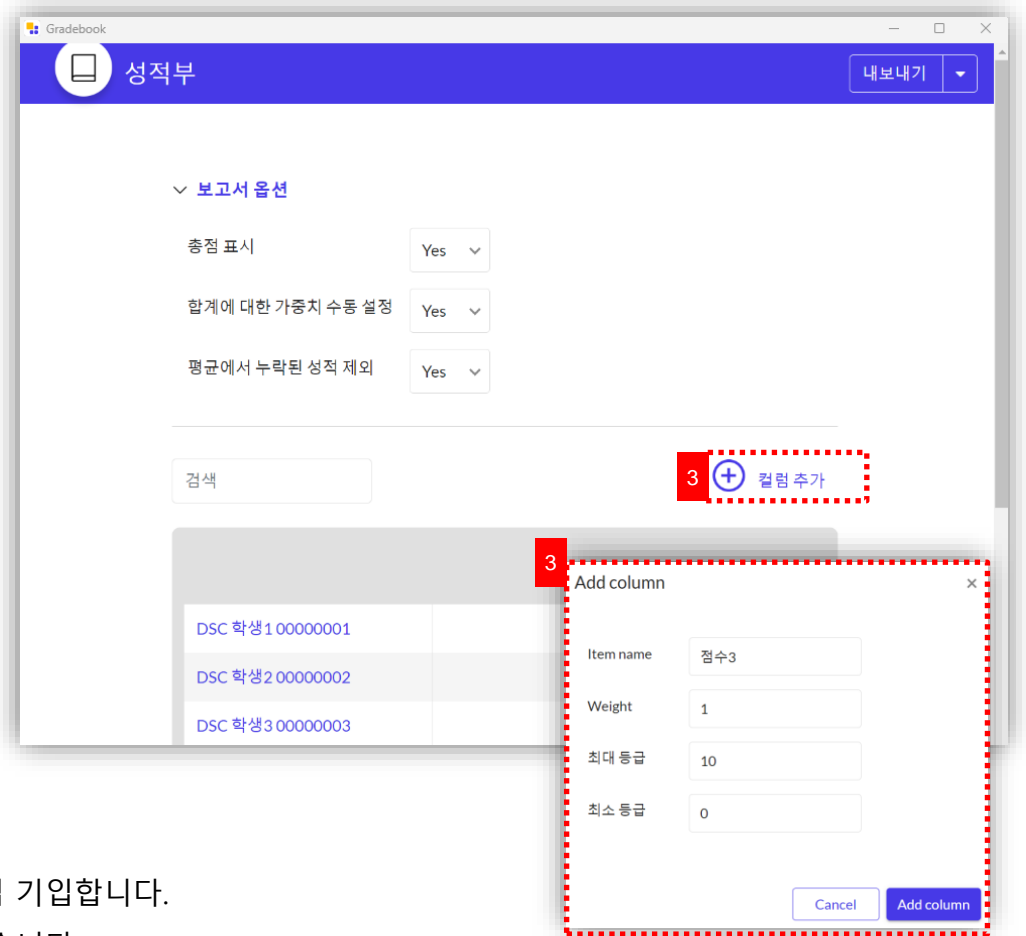 Gradebook
성적부
내보내기
보고서 옵션
총점 표시 Yes
합계에 대한 가중치 수동 설정 Yes
평균에서 누락된 성적 제외 Yes
검색
3 컬럼 추가
3
Add column
DSC 학생1 00000001
DSC 학생2 00000002
DSC 학생3 00000003
Item name 점수3
Weight 1
최대 등급 10
최소 등급 0
Cancel Add column
기입합니다.